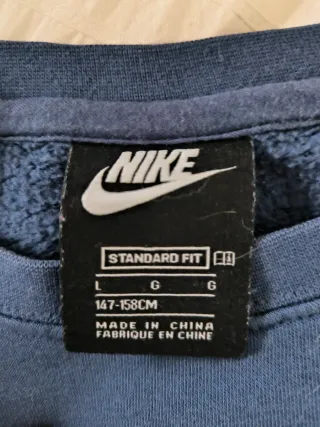 NIKE
STANDARD FIT
L G G
147-158CM
MADE IN CHINA
FABRIQUE EN CHINE